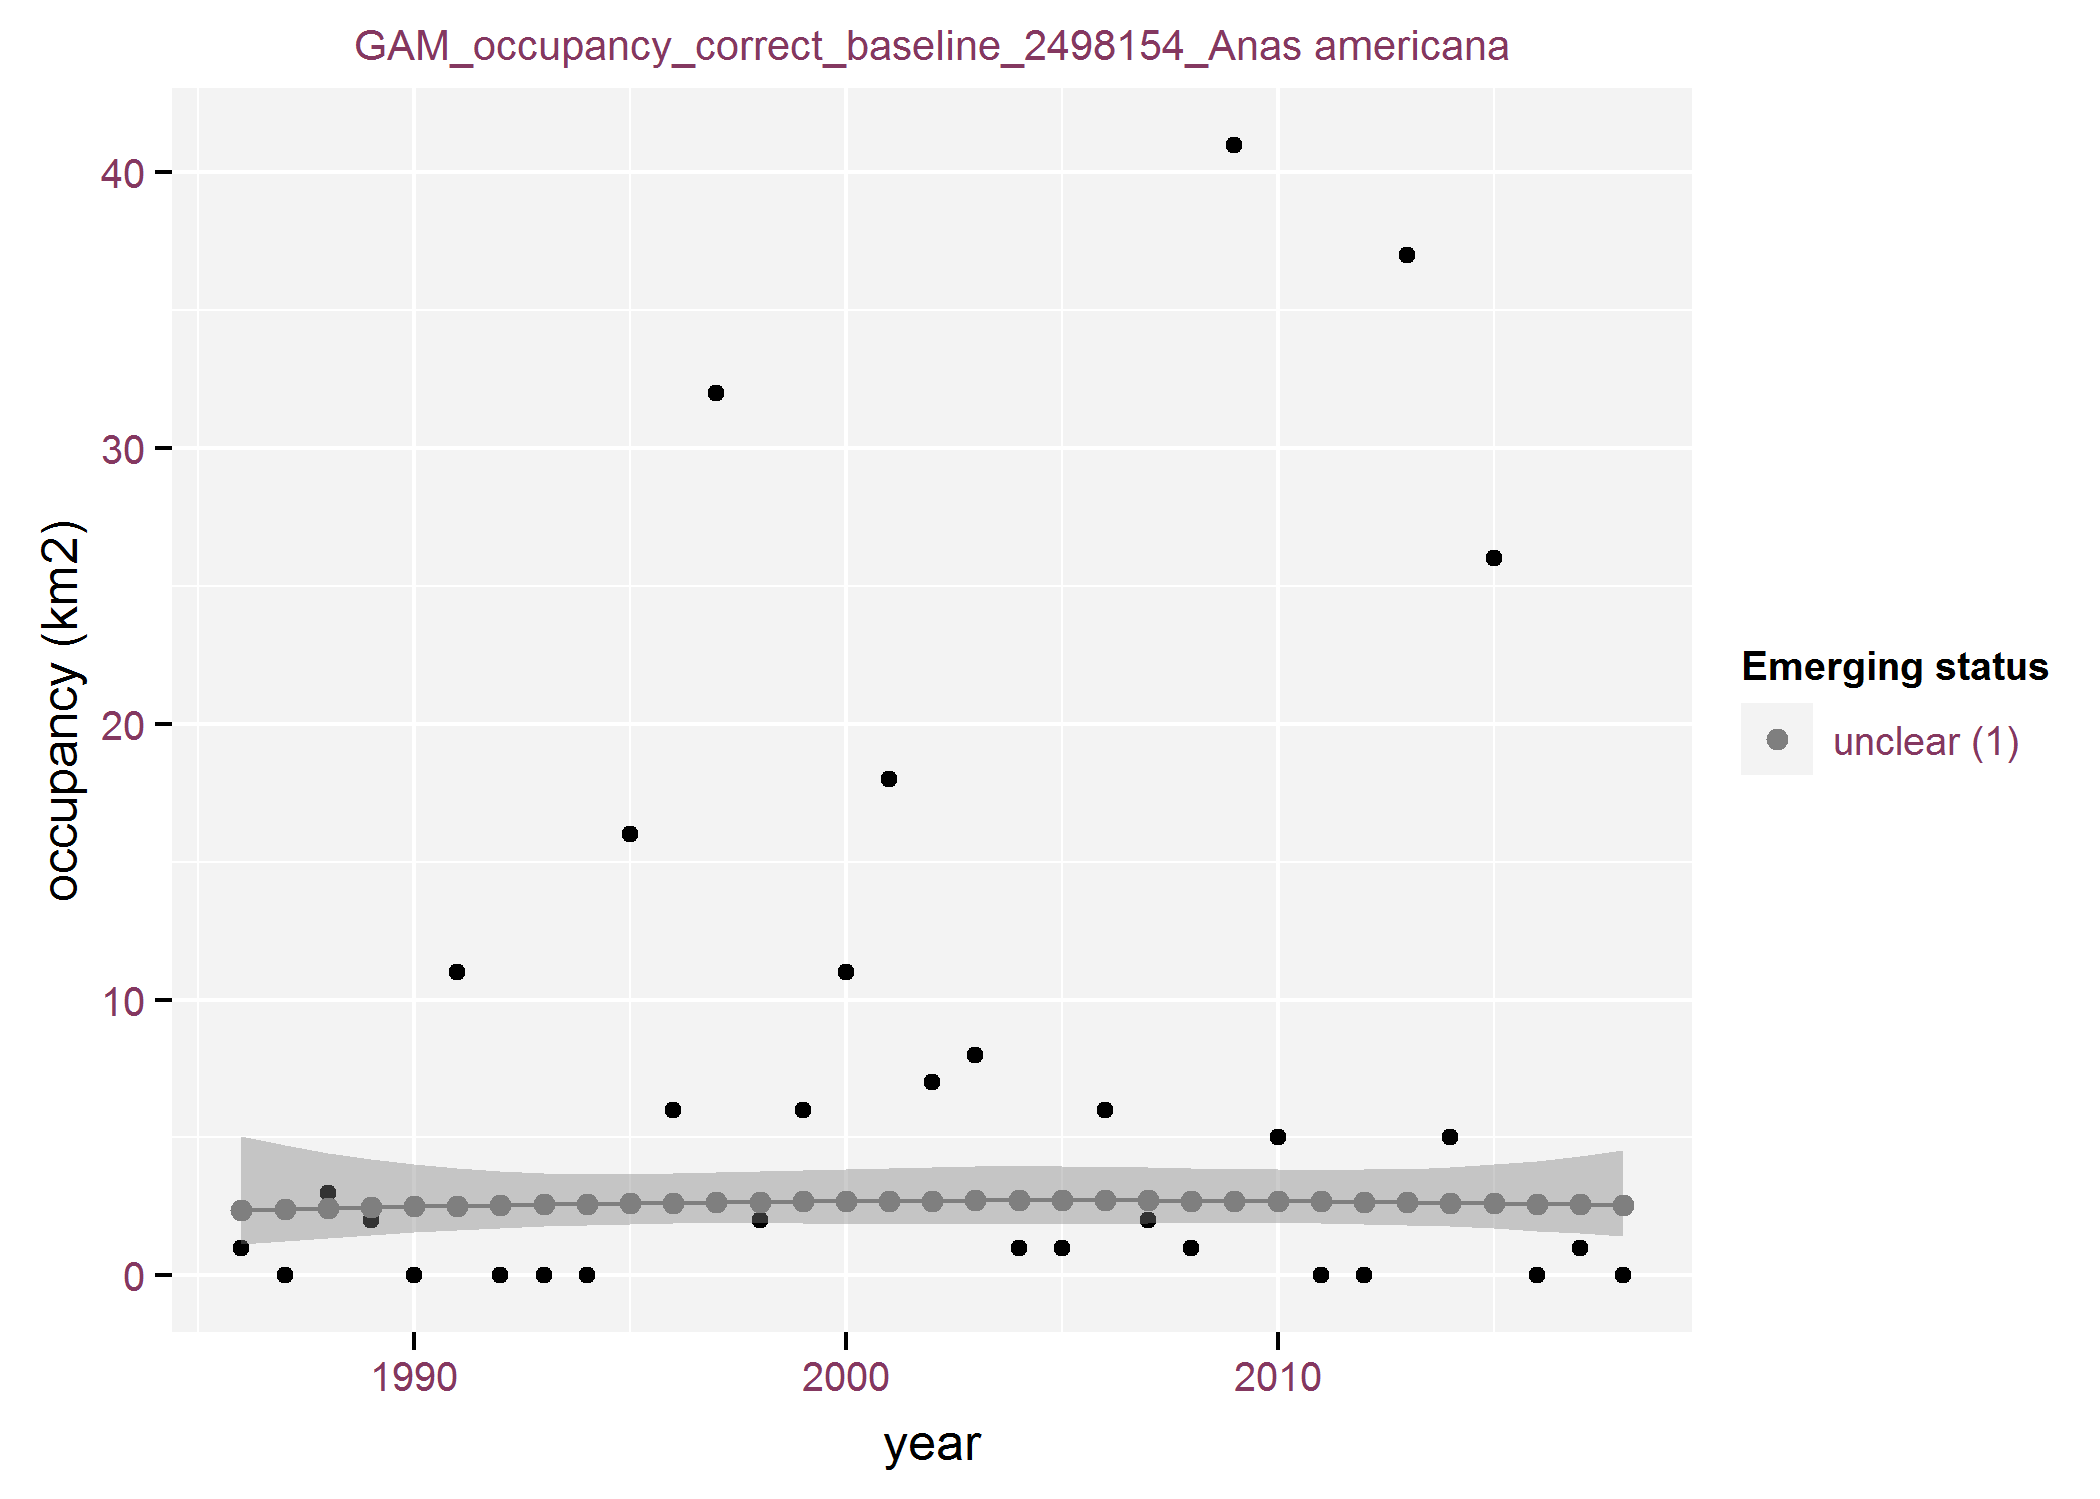 GAM_occupancy_correct_baseline_2498154_Anas americana
40
30
20
10
0
occupancy (km2)
1990 2000 2010
year
Emerging status
unclear (1)